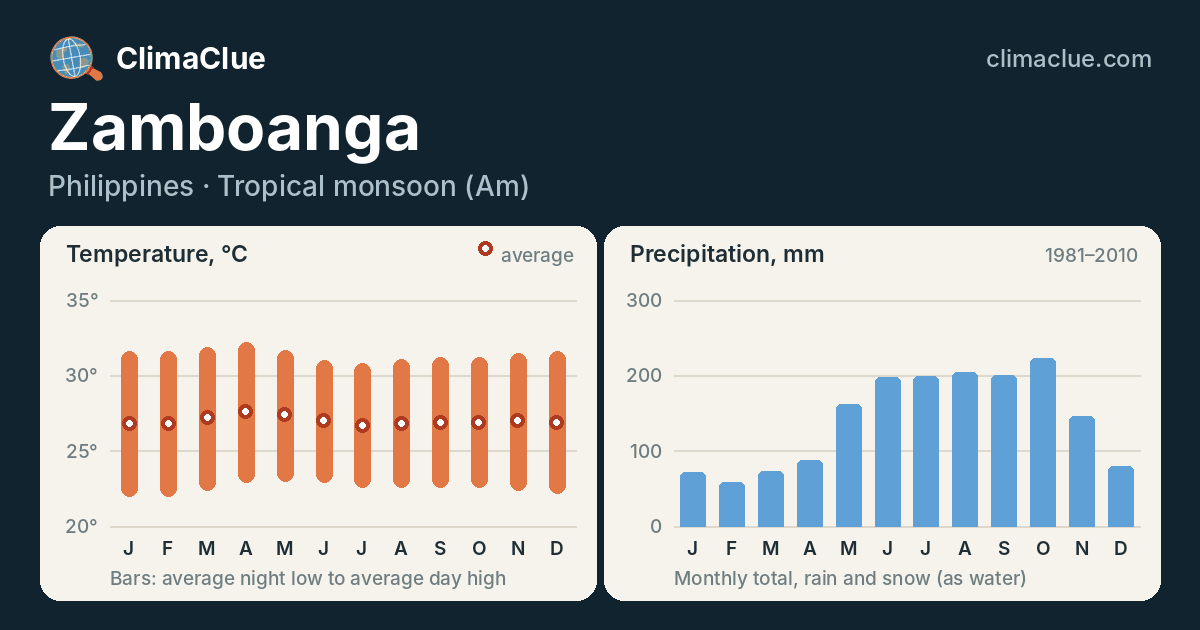 ClimaClue
climaclue.com
Zamboanga
Philippines · Tropical monsoon (Am)
Temperature, °C
average
35°
30°
25°
20°
J F M A M J J A S O N D
Bars: average night low to average day high
Precipitation, mm
1981–2010
300
200
100
0
J F M A M J J A S O N D
Monthly total, rain and snow (as water)